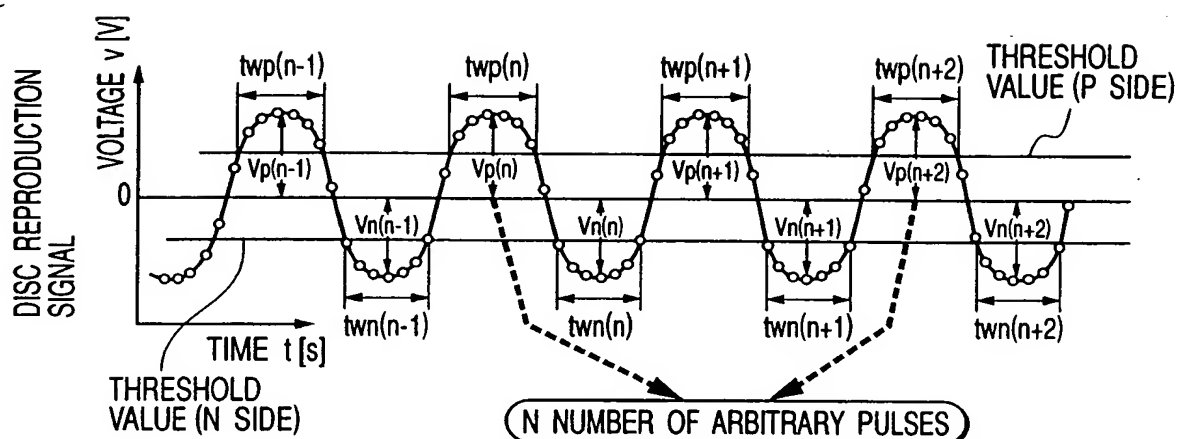 twp(n-1)
twp(n)
twp(n+1)
twp(n+2)
THRESHOLD
VALUE (P SIDE)
VOLTAGE v [V]
DISC REPRODUCTION
SIGNAL
0
Vp(n-1)
Vp(n)
Vp(n+1)
Vp(n+2)
Vn(n-1)
Vn(n)
Vn(n+1)
Vn(n+2)
twn(n-1)
twn(n)
twn(n+1)
twn(n+2)
TIME t [s]
THRESHOLD
VALUE (N SIDE)
N NUMBER OF ARBITRARY PULSES